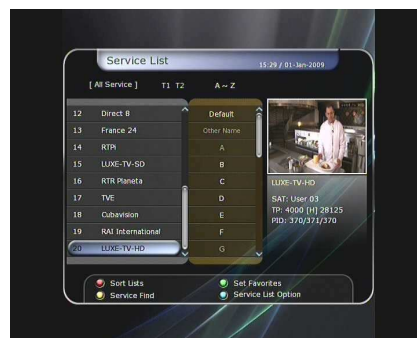 Service List
15:29 / 01-Jan-2009
[ All Service ] T1 T2 A ~ Z
12 Direct 8
13 France 24
14 RTPi
15 LUXE-TV-SD
16 RTR Planeta
17 TVE
18 Cubavision
19 RAI International
20 LUXE-TV-HD
Default
Other Name
A
B
C
D
E
F
G
LUXE-TV-HD
SAT: User 03
TP: 4000 [H] 28125
PID: 370/371/370
Sort Lists
Set Favorites
Service Find
Service List Option